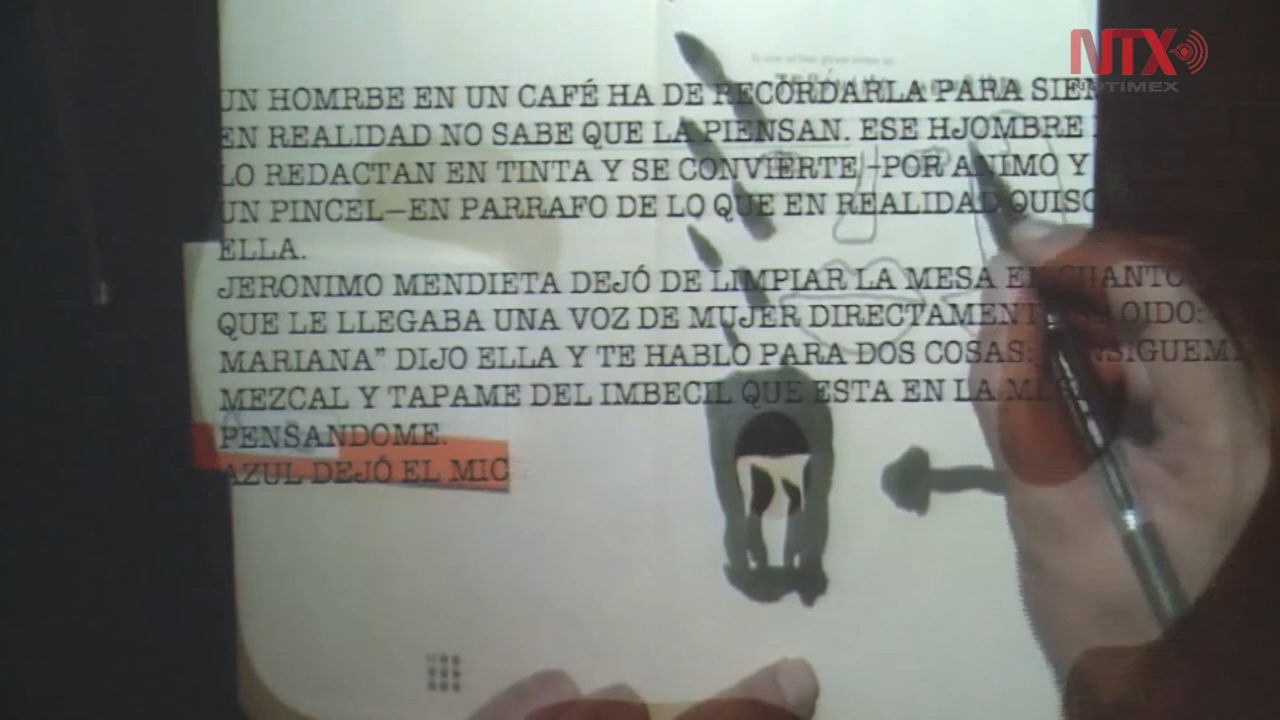 NTX
NOTIMEX
UN HOMRBE EN UN CAFÉ HA DE RECORDARLA PARA SIEM
EN REALIDAD NO SABE QUE LA PIENSAN. ESE HJOMBRE
LO REDACTAN EN TINTA Y SE CONVIERTE –POR ANIMO Y
UN PINCEL—EN PARRAFO DE LO QUE EN REALIDAD QUISO
ELLA.
JERONIMO MENDIETA DEJÓ DE LIMPIAR LA MESA EN CUANTO
QUE LE LLEGABA UNA VOZ DE MUJER DIRECTAMENTE OIDO:
MARIANA” DIJO ELLA Y TE HABLO PARA DOS COSAS:
MEZCAL Y TAPAME DEL IMBECIL QUE ESTA EN LA
PENSANDOME.
AZUL DEJÓ EL MIC